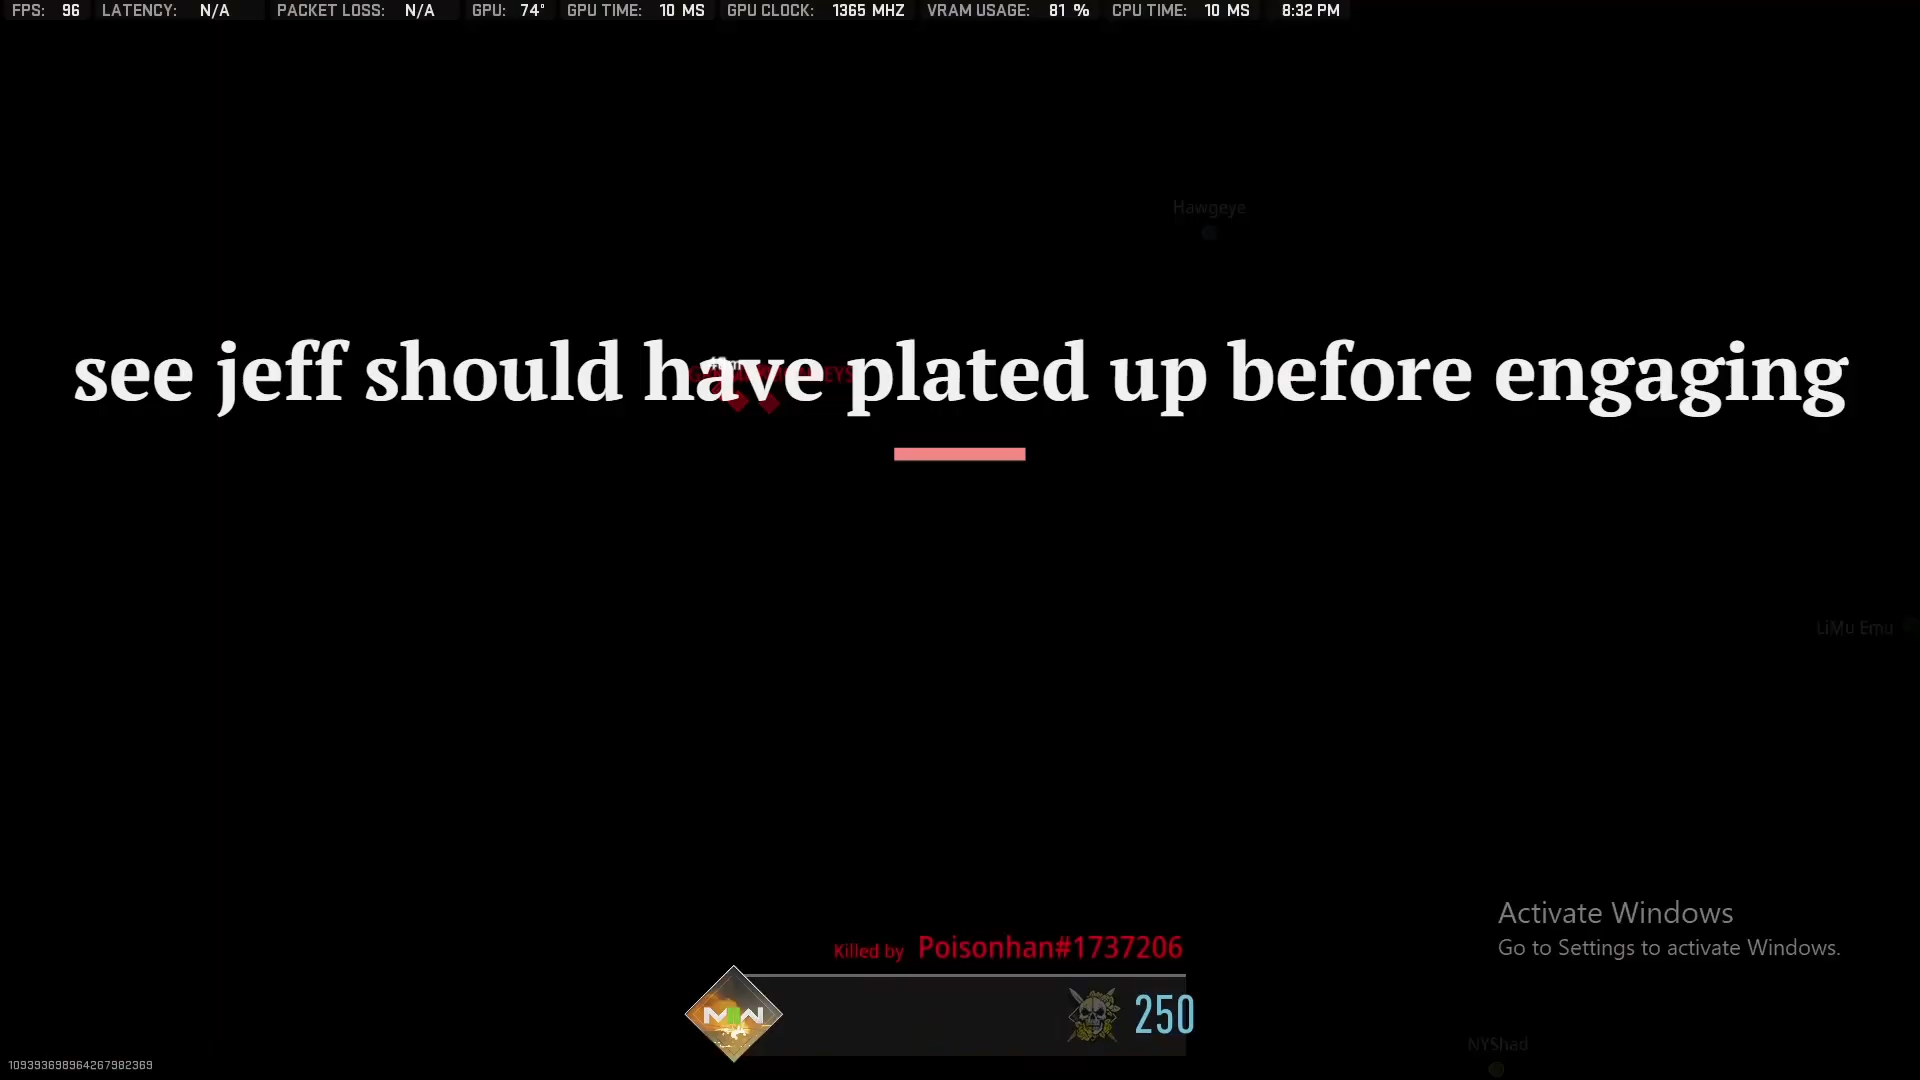 FPS: 96 LATENCY: N/A PACKET LOSS: N/A GPU: 74° GPU TIME: 10 MS GPU CLOCK: 1365 MHZ VRAM USAGE: 81 % CPU TIME: 10 MS 8:32 PM
Hawgeye
see jeff should have plated up before engaging
LiMu Emu
Activate Windows
Go to Settings to activate Windows.
Killed by Poisonhan#1737206
MW
250
NYShad
109393698964267982369